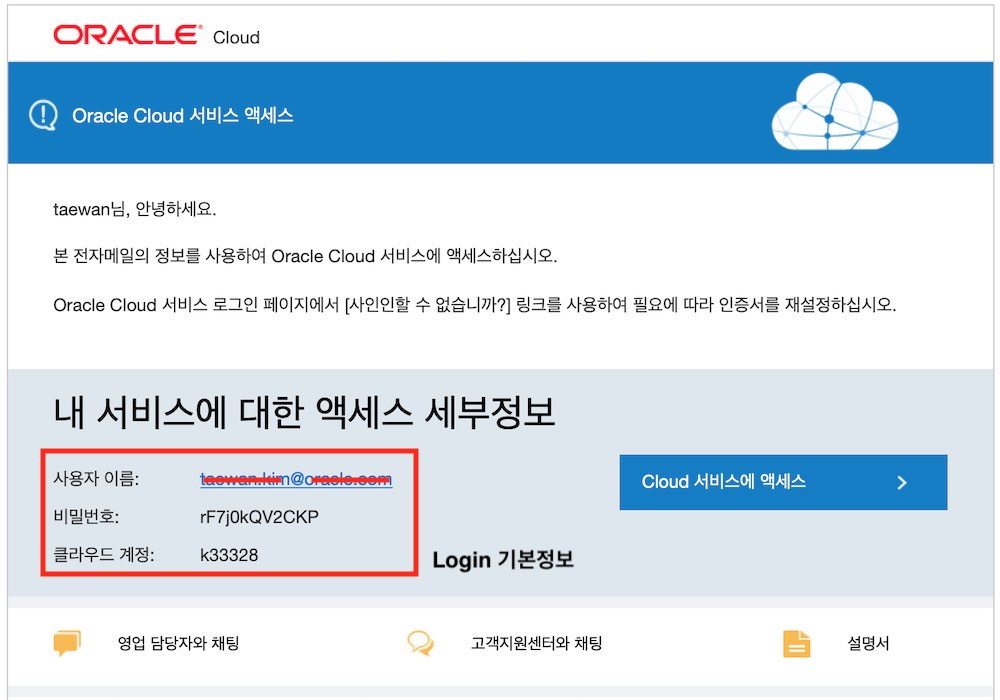 ORACLE Cloud
Oracle Cloud 서비스 액세스
taewan님, 안녕하세요.
본 전자메일의 정보를 사용하여 Oracle Cloud 서비스에 액세스하십시오.
Oracle Cloud 서비스 로그인 페이지에서 [사인인할 수 없습니까?] 링크를 사용하여 필요에 따라 인증서를 재설정하십시오.
내 서비스에 대한 액세스 세부정보
사용자 이름:
비밀번호: rF7j0kQV2CKP
클라우드 계정: k33328
Cloud 서비스에 액세스
Login 기본정보
영업 담당자와 채팅
고객지원센터와 채팅
설명서